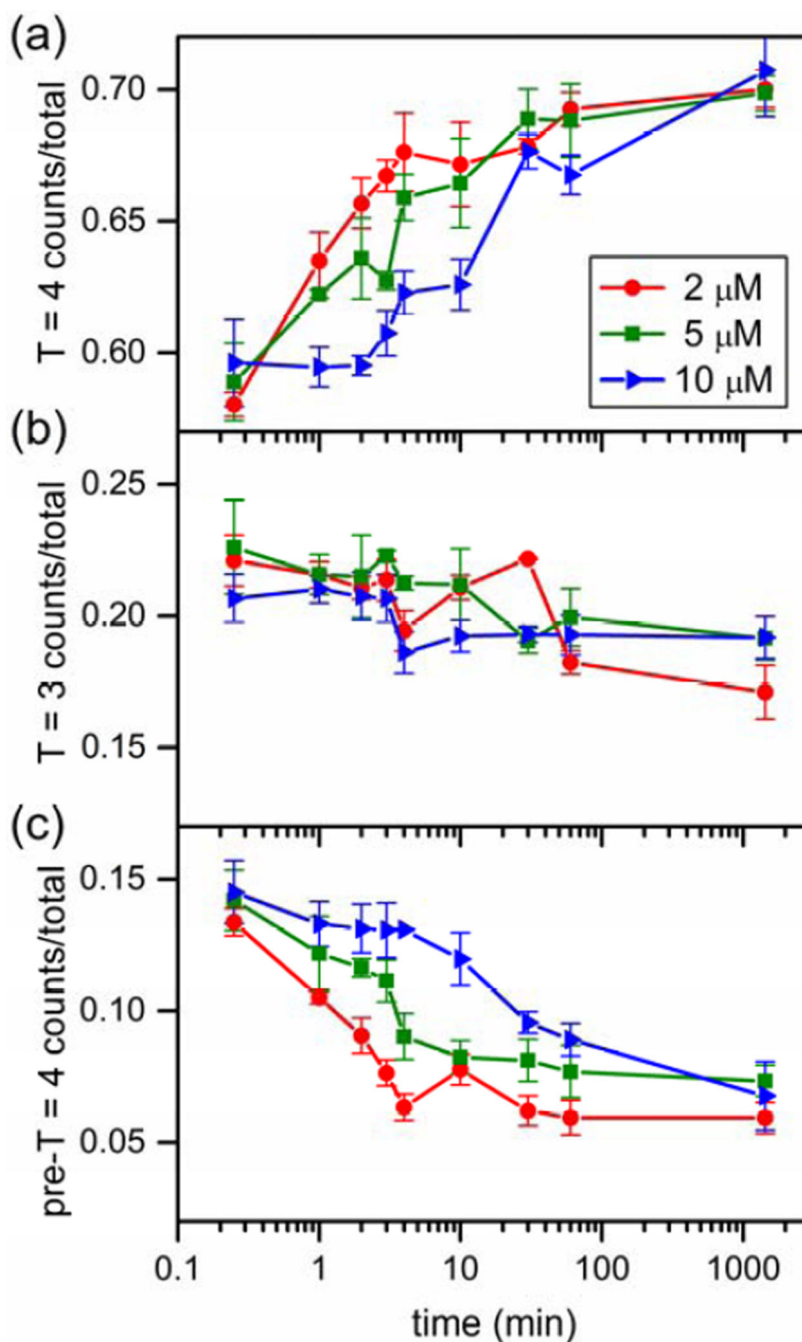 (a)
T = 4 counts/total
0.70
0.65
0.60
2 μM
5 μM
10 μM
(b)
T = 3 counts/total
0.25
0.20
0.15
(c)
pre-T = 4 counts/total
0.15
0.10
0.05
0.1 1 10 100 1000
time (min)